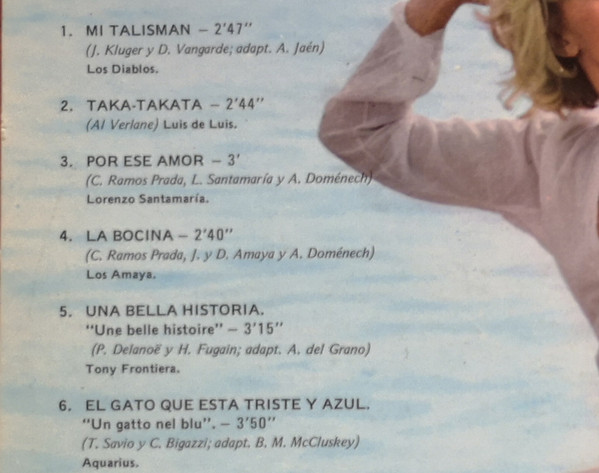 1. MI TALISMAN – 2'47"
(J. Kluger y D. Vangarde; adapt. A. Jaén)
Los Diablos.
2. TAKA-TAKATA – 2'44"
(Al Verlane) Luis de Luis.
3. POR ESE AMOR – 3'
(C. Ramos Prada, L. Santamaría y A. Doménech)
Lorenzo Santamaría.
4. LA BOCINA – 2'40"
(C. Ramos Prada, J. y D. Amaya y A. Doménech)
Los Amaya.
5. UNA BELLA HISTORIA.
"Une belle histoire" – 3'15"
(P. Delanoë y H. Fugain; adapt. A. del Grano)
Tony Frontiera.
6. EL GATO QUE ESTA TRISTE Y AZUL.
"Un gatto nel blu". – 3'50"
(T. Savio y C. Bigazzi; adapt. B. M. McCluskey)
Aquarius.